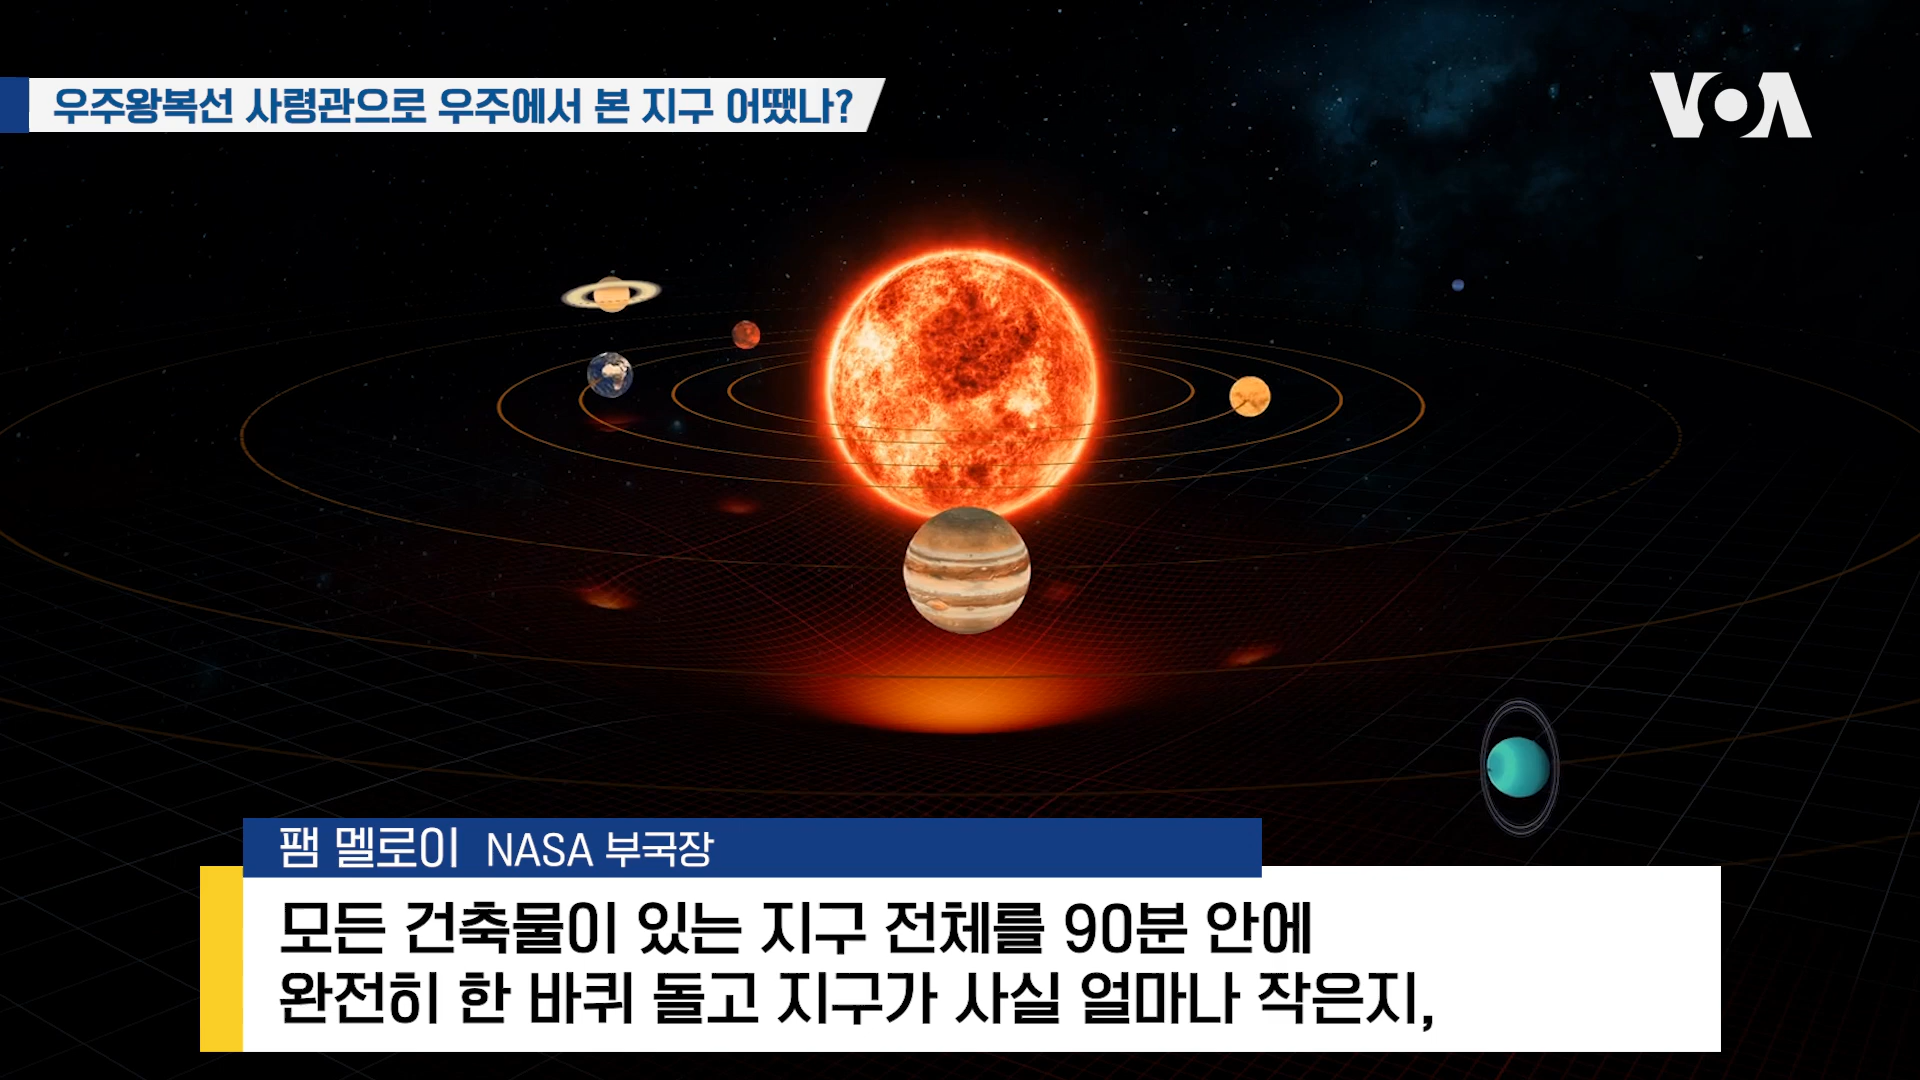 우주왕복선 사령관으로 우주에서 본 지구 어땠나?
VOA
팸 멜로이 NASA 부국장
모든 건축물이 있는 지구 전체를 90분 안에
완전히 한 바퀴 돌고 지구가 사실 얼마나 작은지,